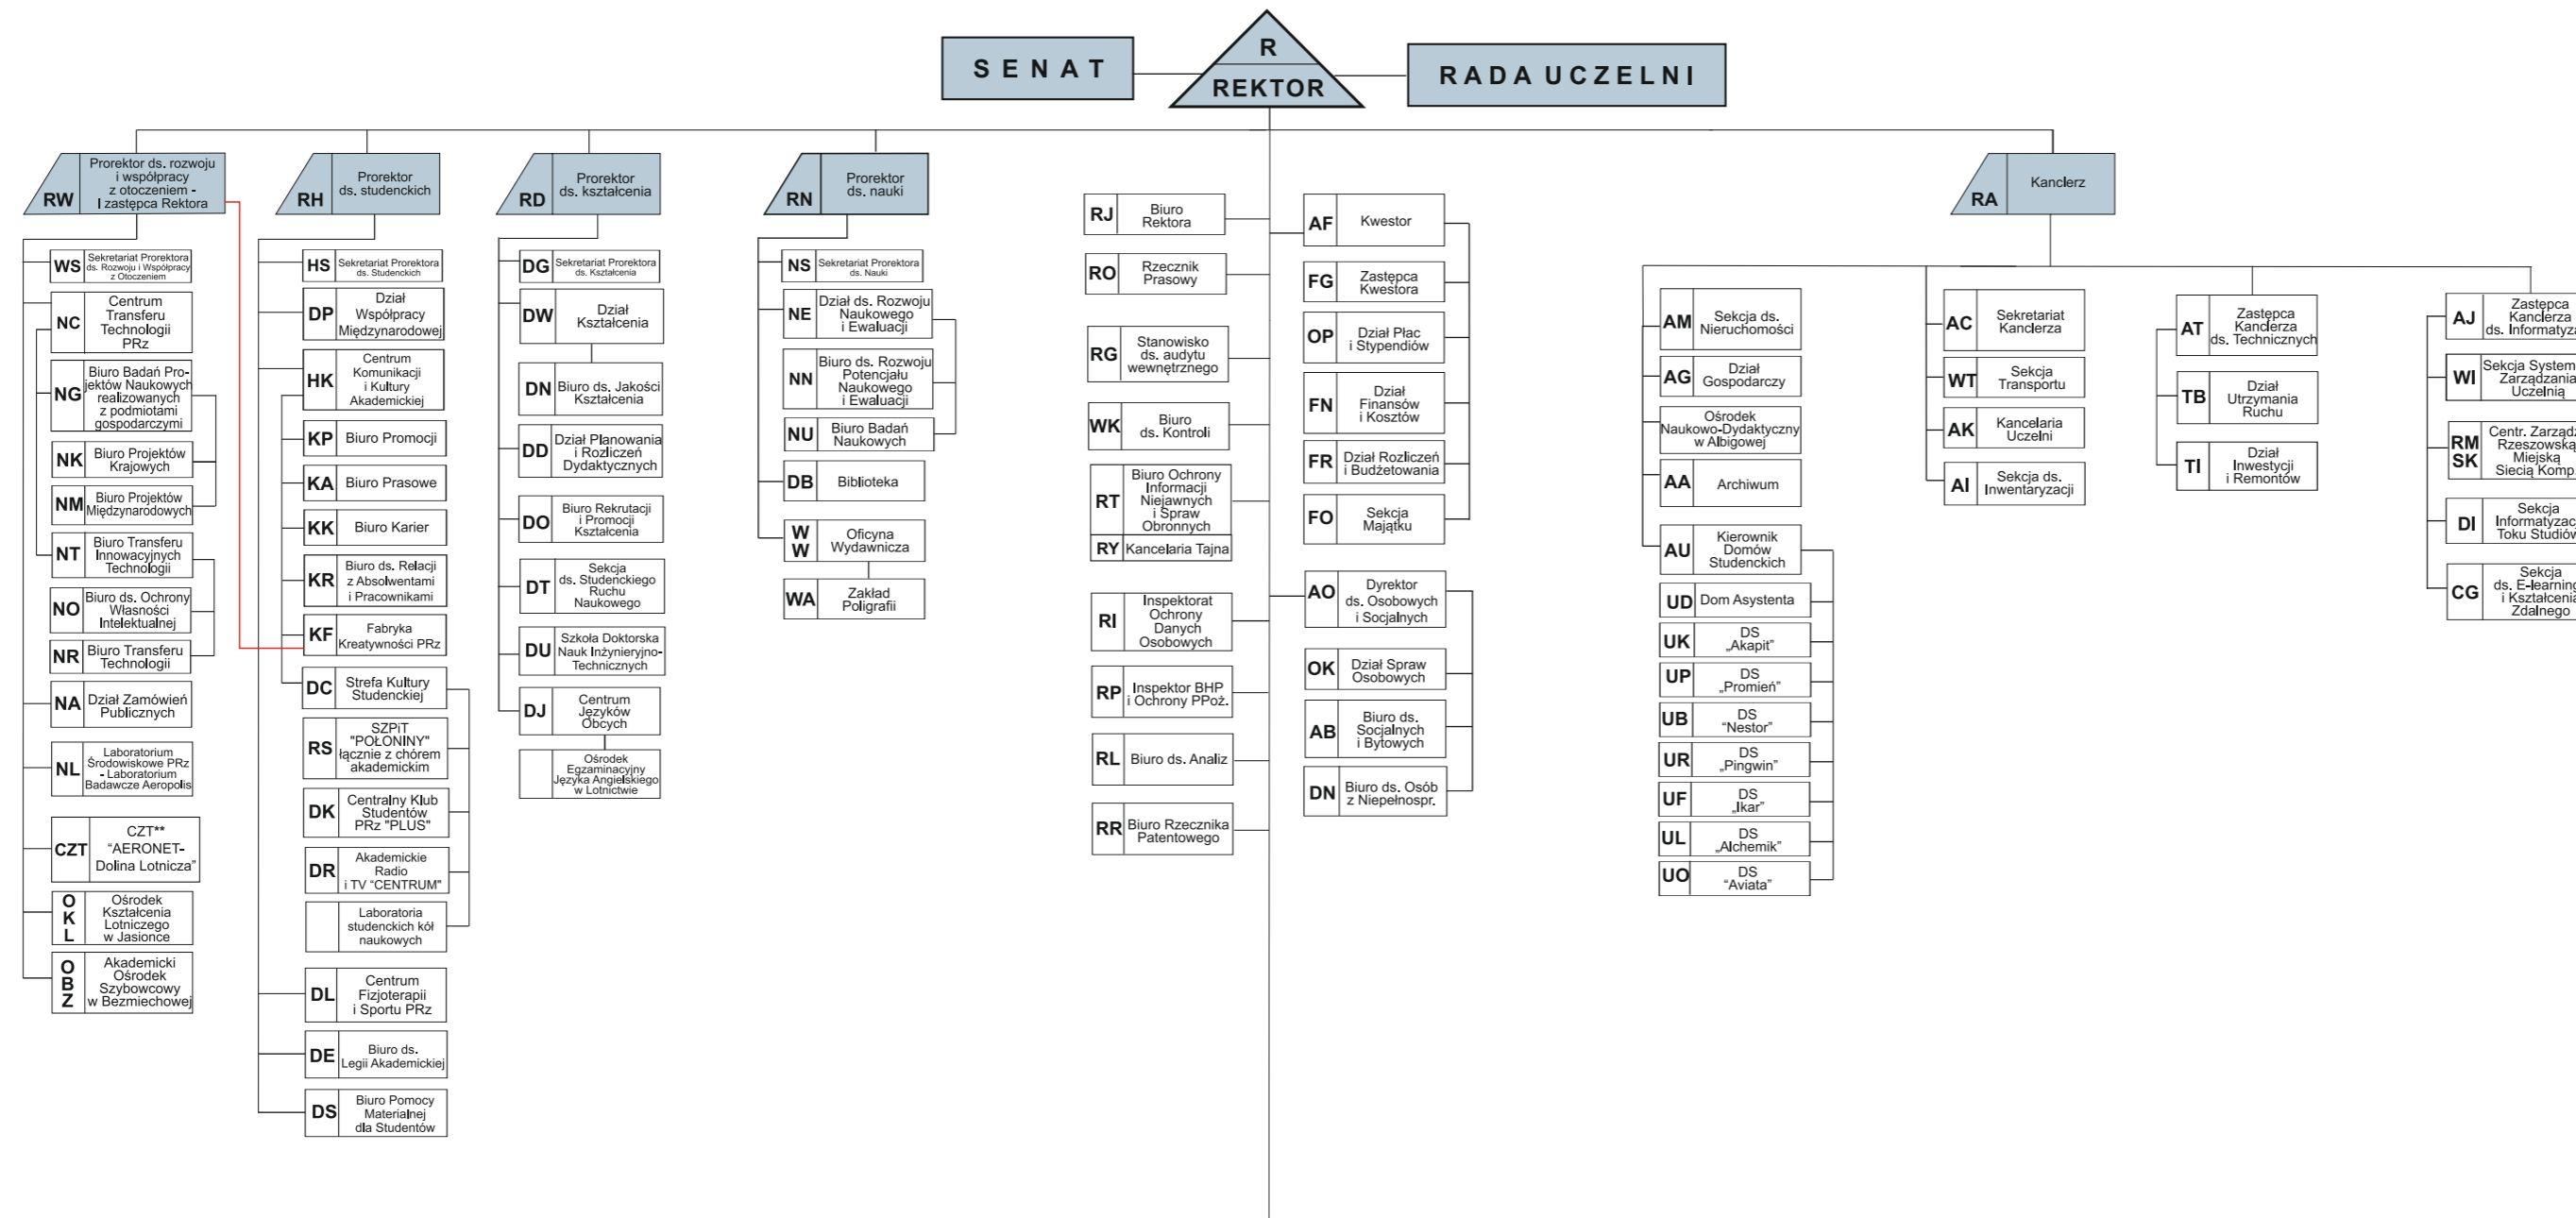 S E N A T
R
REKTOR
RADA UCZELNI
RW
Prorektor ds. rozwoju
i współpracy
z otoczeniem -
I zastępca Rektora
RH
Prorektor
ds. studenckich
RD
Prorektor
ds. kształcenia
RN
Prorektor
ds. nauki
RA
Kanclerz
WS
Sekretariat Prorektora
ds. Rozwoju i Współpracy
z Otoczeniem
NC
Centrum
Transferu
Technologii
PRz
NG
Biuro Badań Pro-
jektów Naukowych
realizowanych
z podmiotami
gospodarczymi
NK
Biuro Projektów
Krajowych
NM
Biuro Projektów
Międzynarodowych
NT
Biuro Transferu
Innowacyjnych
Technologii
NO
Biuro ds. Ochrony
Własności
Intelektualnej
NR
Biuro Transferu
Technologii
NA
Dział Zamówień
Publicznych
NL
Laboratorium
Środowiskowe PRz
- Laboratorium
Badawcze Aeropolis
CZT
CZT**
"AERONET-
Dolina Lotnicza"
O
K
L
Ośrodek
Kształcenia
Lotniczego
w Jasionce
O
B
Z
Akademicki
Ośrodek
Szybowcowy
w Bezmiechowej
HS
Sekretariat Prorektora
ds. Studenckich
DP
Dział
Współpracy
Międzynarodowej
HK
Centrum
Komunikacji
i Kultury
Akademickiej
KP
Biuro Promocji
KA
Biuro Prasowe
KK
Biuro Karier
KR
Biuro ds. Relacji
z Absolwentami
i Pracownikami
KF
Fabryka
Kreatywności PRz
DC
Strefa Kultury
Studenckiej
RS
SZPiT
"POŁONINY"
łącznie z chórem
akademickim
DK
Centralny Klub
Studentów
PRz "PLUS"
DR
Akademickie
Radio
i TV "CENTRUM"
Laboratoria
studenckich kół
naukowych
DL
Centrum
Fizjoterapii
i Sportu PRz
DE
Biuro ds.
Legii Akademickiej
DS
Biuro Pomocy
Materialnej
dla Studentów
DG
Sekretariat Prorektora
ds. Kształcenia
DW
Dział
Kształcenia
DN
Biuro ds. Jakości
Kształcenia
DD
Dział Planowania
i Rozliczeń
Dydaktycznych
DO
Biuro Rekrutacji
i Promocji
Kształcenia
DT
Sekcja
ds. Studenckiego
Ruchu
Naukowego
DU
Szkoła Doktorska
Nauk Inżynieryjno-
Technicznych
DJ
Centrum
Języków
Obcych
Ośrodek
Egzaminacyjny
Języka Angielskiego
w Lotnictwie
NS
Sekretariat Prorektora
ds. Nauki
NE
Dział ds. Rozwoju
Naukowego
i Ewaluacji
NN
Biuro ds. Rozwoju
Potencjału
Naukowego
i Ewaluacji
NU
Biuro Badań
Naukowych
DB
Biblioteka
W
W
Oficyna
Wydawnicza
WA
Zakład
Poligrafii
RJ
Biuro
Rektora
RO
Rzecznik
Prasowy
RG
Stanowisko
ds. audytu
wewnętrznego
WK
Biuro
ds. Kontroli
RT
Biuro Ochrony
Informacji
Niejawnych
i Spraw
Obronnych
RY
Kancelaria Tajna
RI
Inspektorat
Ochrony
Danych
Osobowych
RP
Inspektor BHP
i Ochrony PPoż.
RL
Biuro ds. Analiz
RR
Biuro Rzecznika
Patentowego
AF
Kwestor
FG
Zastępca
Kwestora
OP
Dział Płac
i Stypendiów
FN
Dział
Finansów
i Kosztów
FR
Dział Rozliczeń
i Budżetowania
FO
Sekcja
Majątku
AO
Dyrektor
ds. Osobowych
i Socjalnych
OK
Dział Spraw
Osobowych
AB
Biuro ds.
Socjalnych
i Bytowych
DN
Biuro ds. Osób
z Niepełnospr.
AM
Sekcja ds.
Nieruchomości
AG
Dział
Gospodarczy
Ośrodek
Naukowo-Dydaktyczny
w Albigowej
AA
Archiwum
AU
Kierownik
Domów
Studenckich
UD
Dom Asystenta
UK
DS
„Akapit”
UP
DS
„Promień”
UB
DS
“Nestor”
UR
DS
„Pingwin”
UF
DS
„Ikar”
UL
DS
„Alchemik”
UO
DS
“Aviata”
AC
Sekretariat
Kanclerza
WT
Sekcja
Transportu
AK
Kancelaria
Uczelni
AI
Sekcja ds.
Inwentaryzacji
AT
Zastępca
Kanclerza
ds. Technicznych
TB
Dział
Utrzymania
Ruchu
TI
Dział
Inwestycji
i Remontów
AJ
Zastępca
Kanclerza
ds.
WI
Sekcja
Zarządzania
Uczelnią
RM
SK
Centr.
Rzeszowską
Miejską
Siecią Komp.
DI
Sekcja
Toku Studiów
CG
Sekcja
ds. E-learning
i Kształcenia
Zdalnego